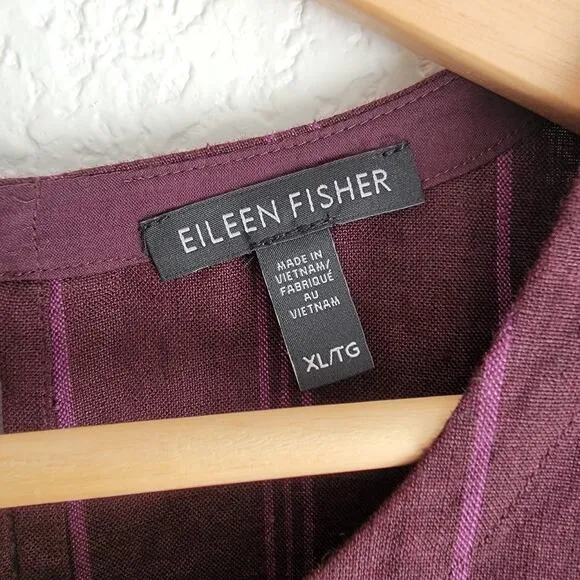 EILEEN FISHER
MADE IN
VIETNAM/
FABRIQUÉ
AU
VIETNAM
XL/TG